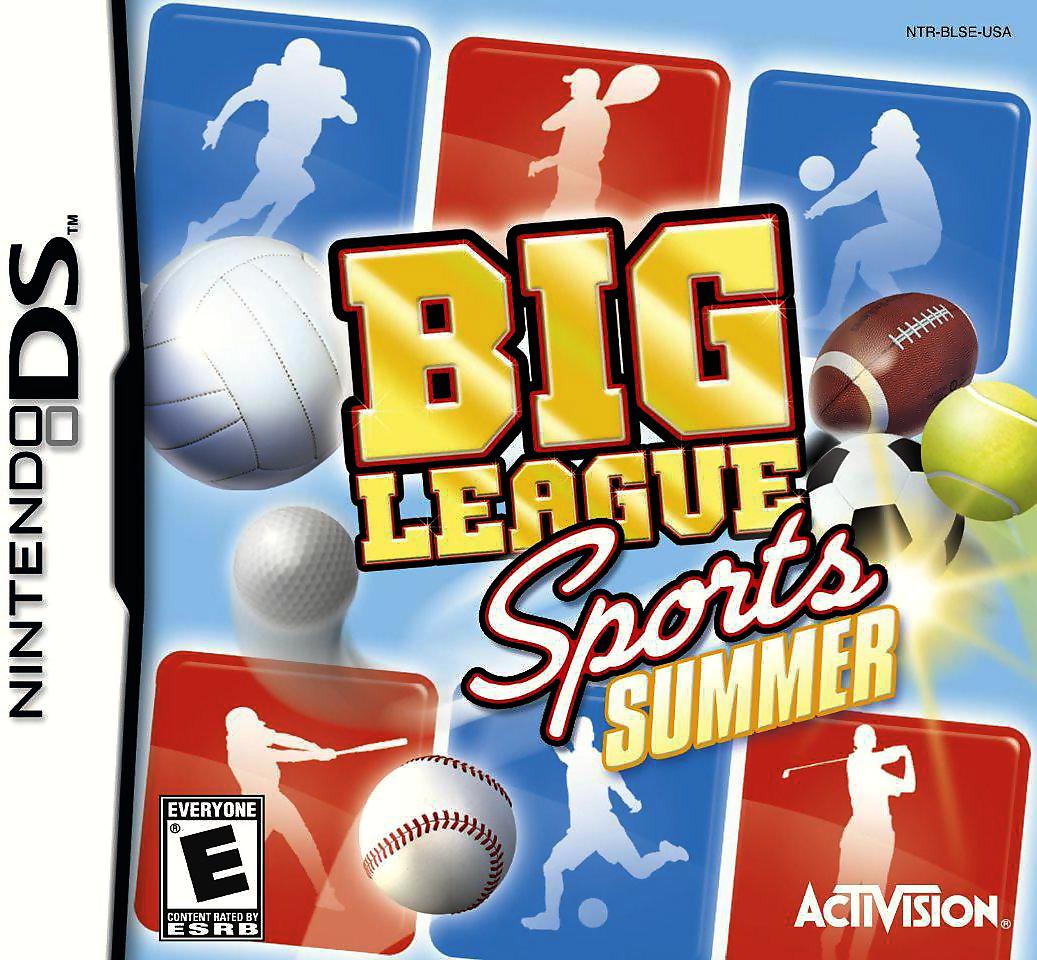 NTR-BLSE-USA
NINTENDO DS™
BIG
LEAGUE
Sports
SUMMER
EVERYONE
E
®
CONTENT RATED BY
ESRB
ACTIVISION®